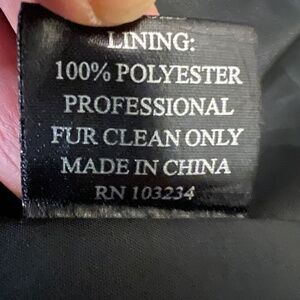 LINING:
100% POLYESTER
PROFESSIONAL
FUR CLEAN ONLY
MADE IN CHINA
RN 103234